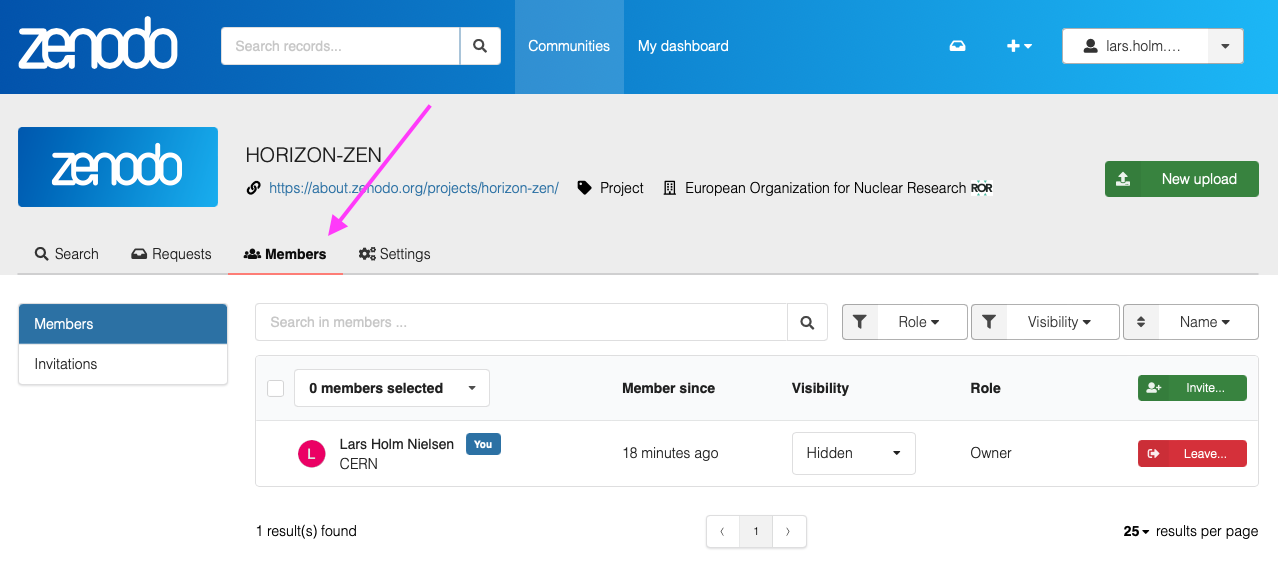 zenodo
Search records...
Communities
My dashboard
lars.holm....
zenodo
HORIZON-ZEN
https://about.zenodo.org/projects/horizon-zen/ Project European Organization for Nuclear Research ROR
New upload
Search Requests Members Settings
Members
Invitations
Search in members ...
Role
Visibility
Name
0 members selected Member since Visibility Role Invite...
L
Lars Holm Nielsen You
CERN
18 minutes ago Hidden Owner Leave...
1 result(s) found
‹ 1 ›
25 results per page